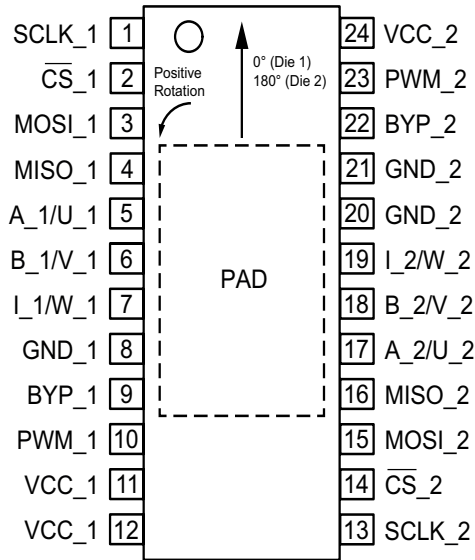 SCLK_1 1
C̅S̅_1 2
MOSI_1 3
MISO_1 4
A_1/U_1 5
B_1/V_1 6
I_1/W_1 7
GND_1 8
BYP_1 9
PWM_1 10
VCC_1 11
VCC_1 12
Positive
Rotation
0° (Die 1)
180° (Die 2)
PAD
24 VCC_2
23 PWM_2
22 BYP_2
21 GND_2
20 GND_2
19 I_2/W_2
18 B_2/V_2
17 A_2/U_2
16 MISO_2
15 MOSI_2
14 C̅S̅_2
13 SCLK_2